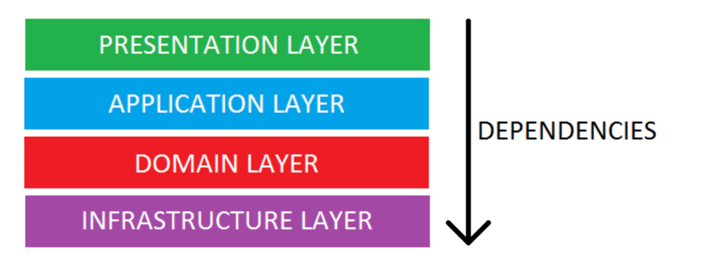 PRESENTATION LAYER
APPLICATION LAYER
DEPENDENCIES
DOMAIN LAYER
INFRASTRUCTURE LAYER